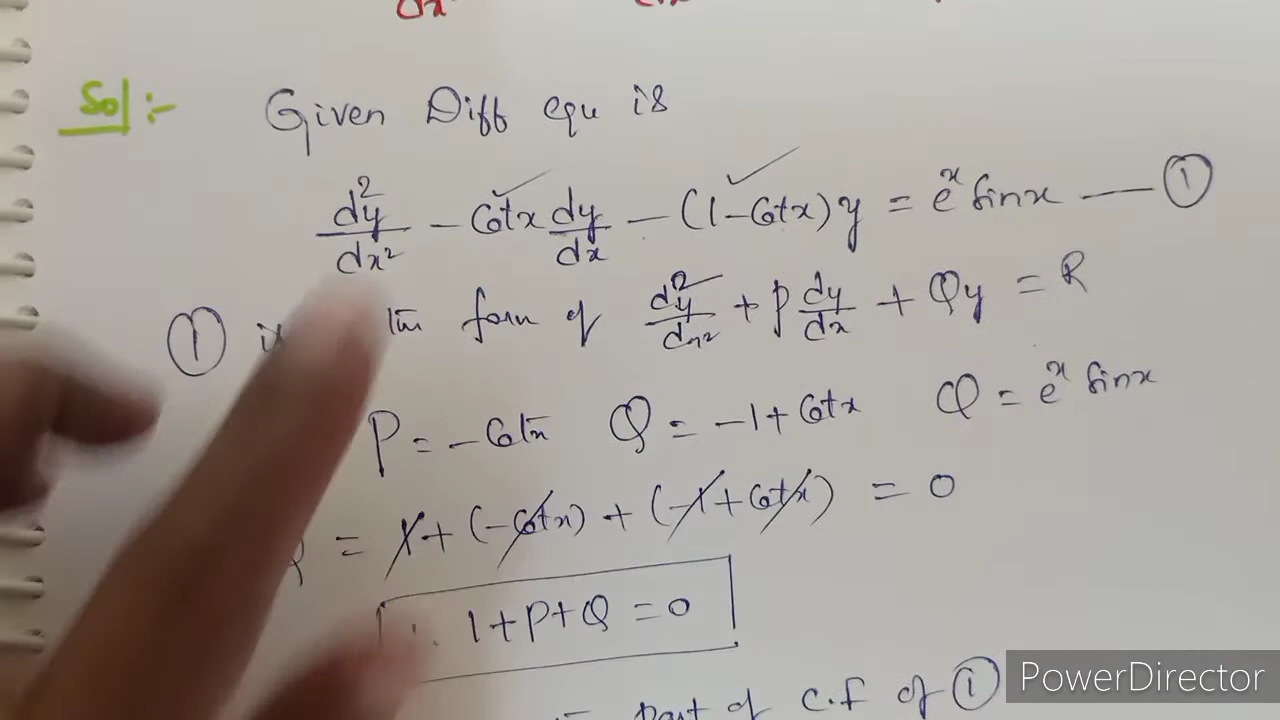 Sol:-
Given Diff equ is
d²y/dx² - Cotx dy/dx - (1-Cotx)y = eˣ Sinx — ①
① is form of d²y/dx² + P dy/dx + Qy = R
P = -Cotx Q = -1+Cotx Q = eˣ Sinx
= 1+(-Cotx)+(-1+Cotx) = 0
∴ 1+P+Q = 0
part of C.F of ①
PowerDirector